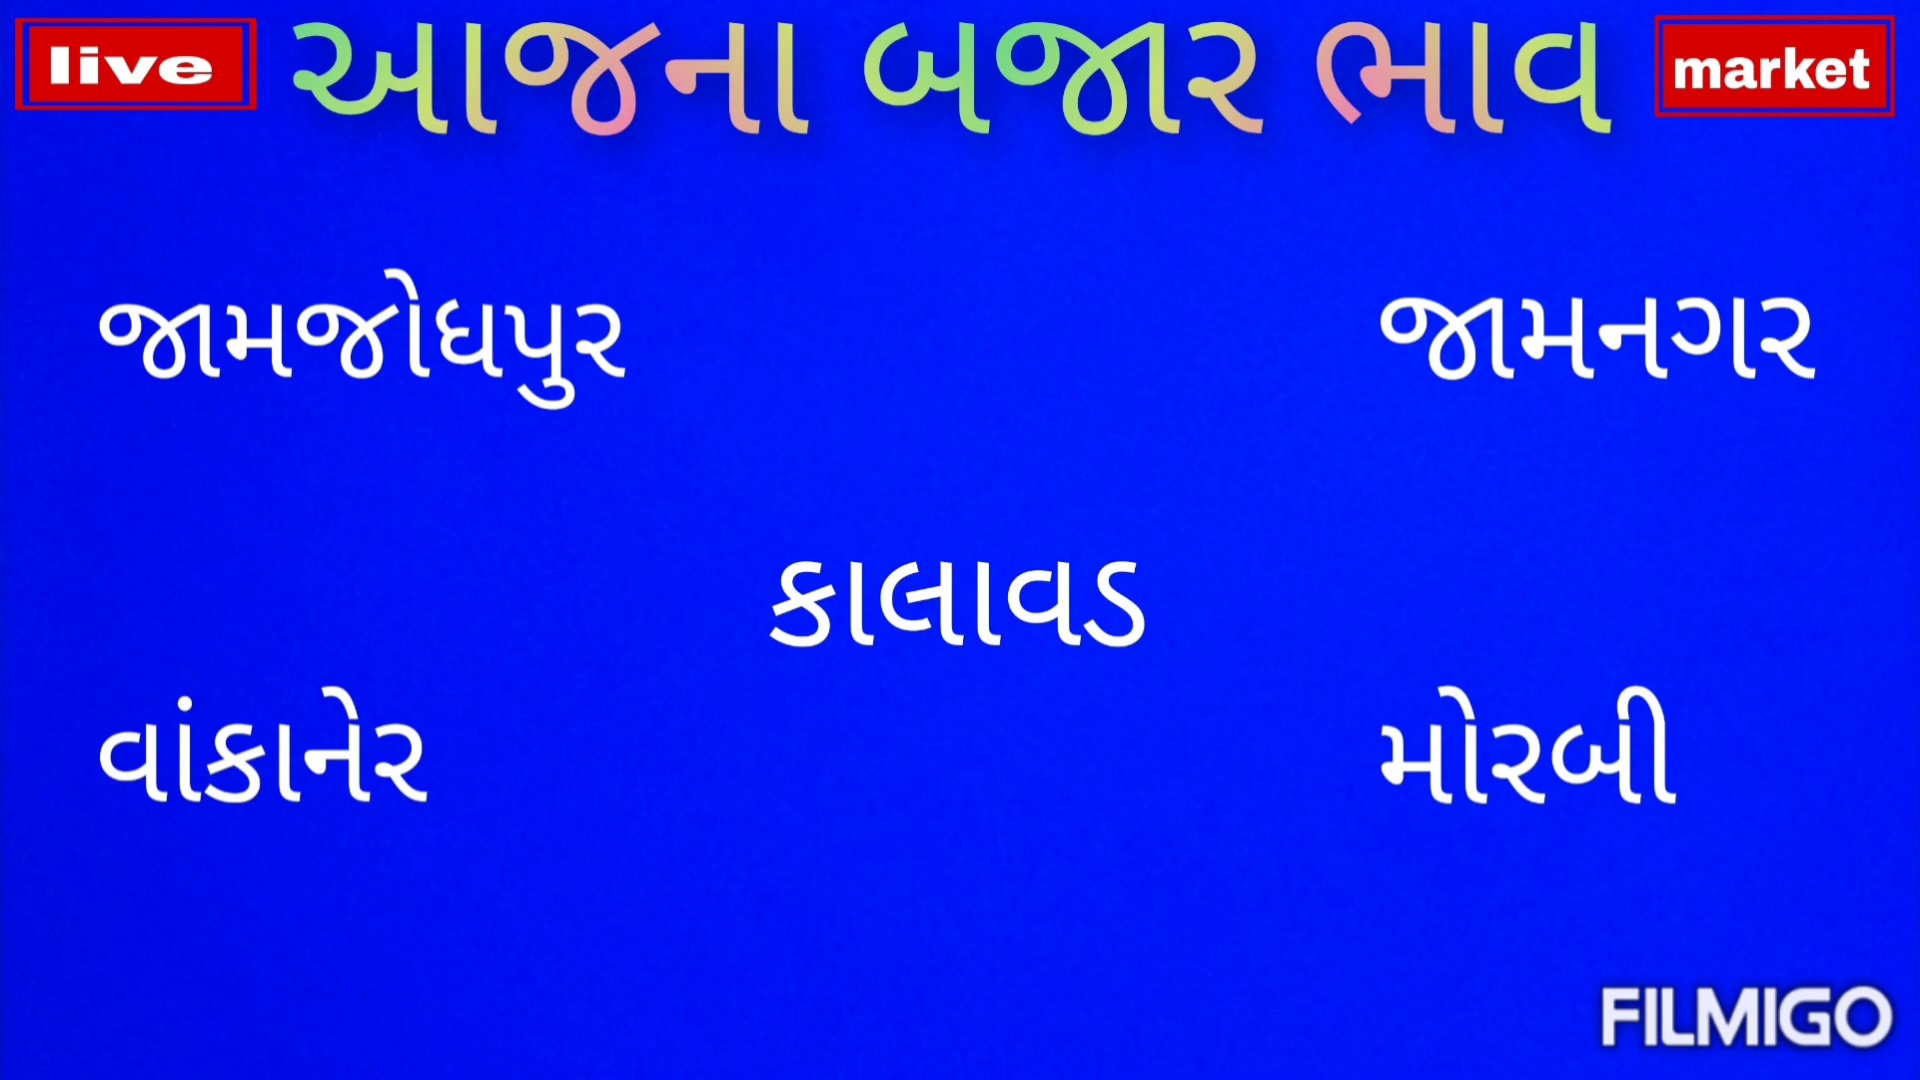 live આજના બજાર ભાવ market
જામજોધપુર જામનગર
કાલાવડ
વાંકાનેર મોરબી
FILMIGO